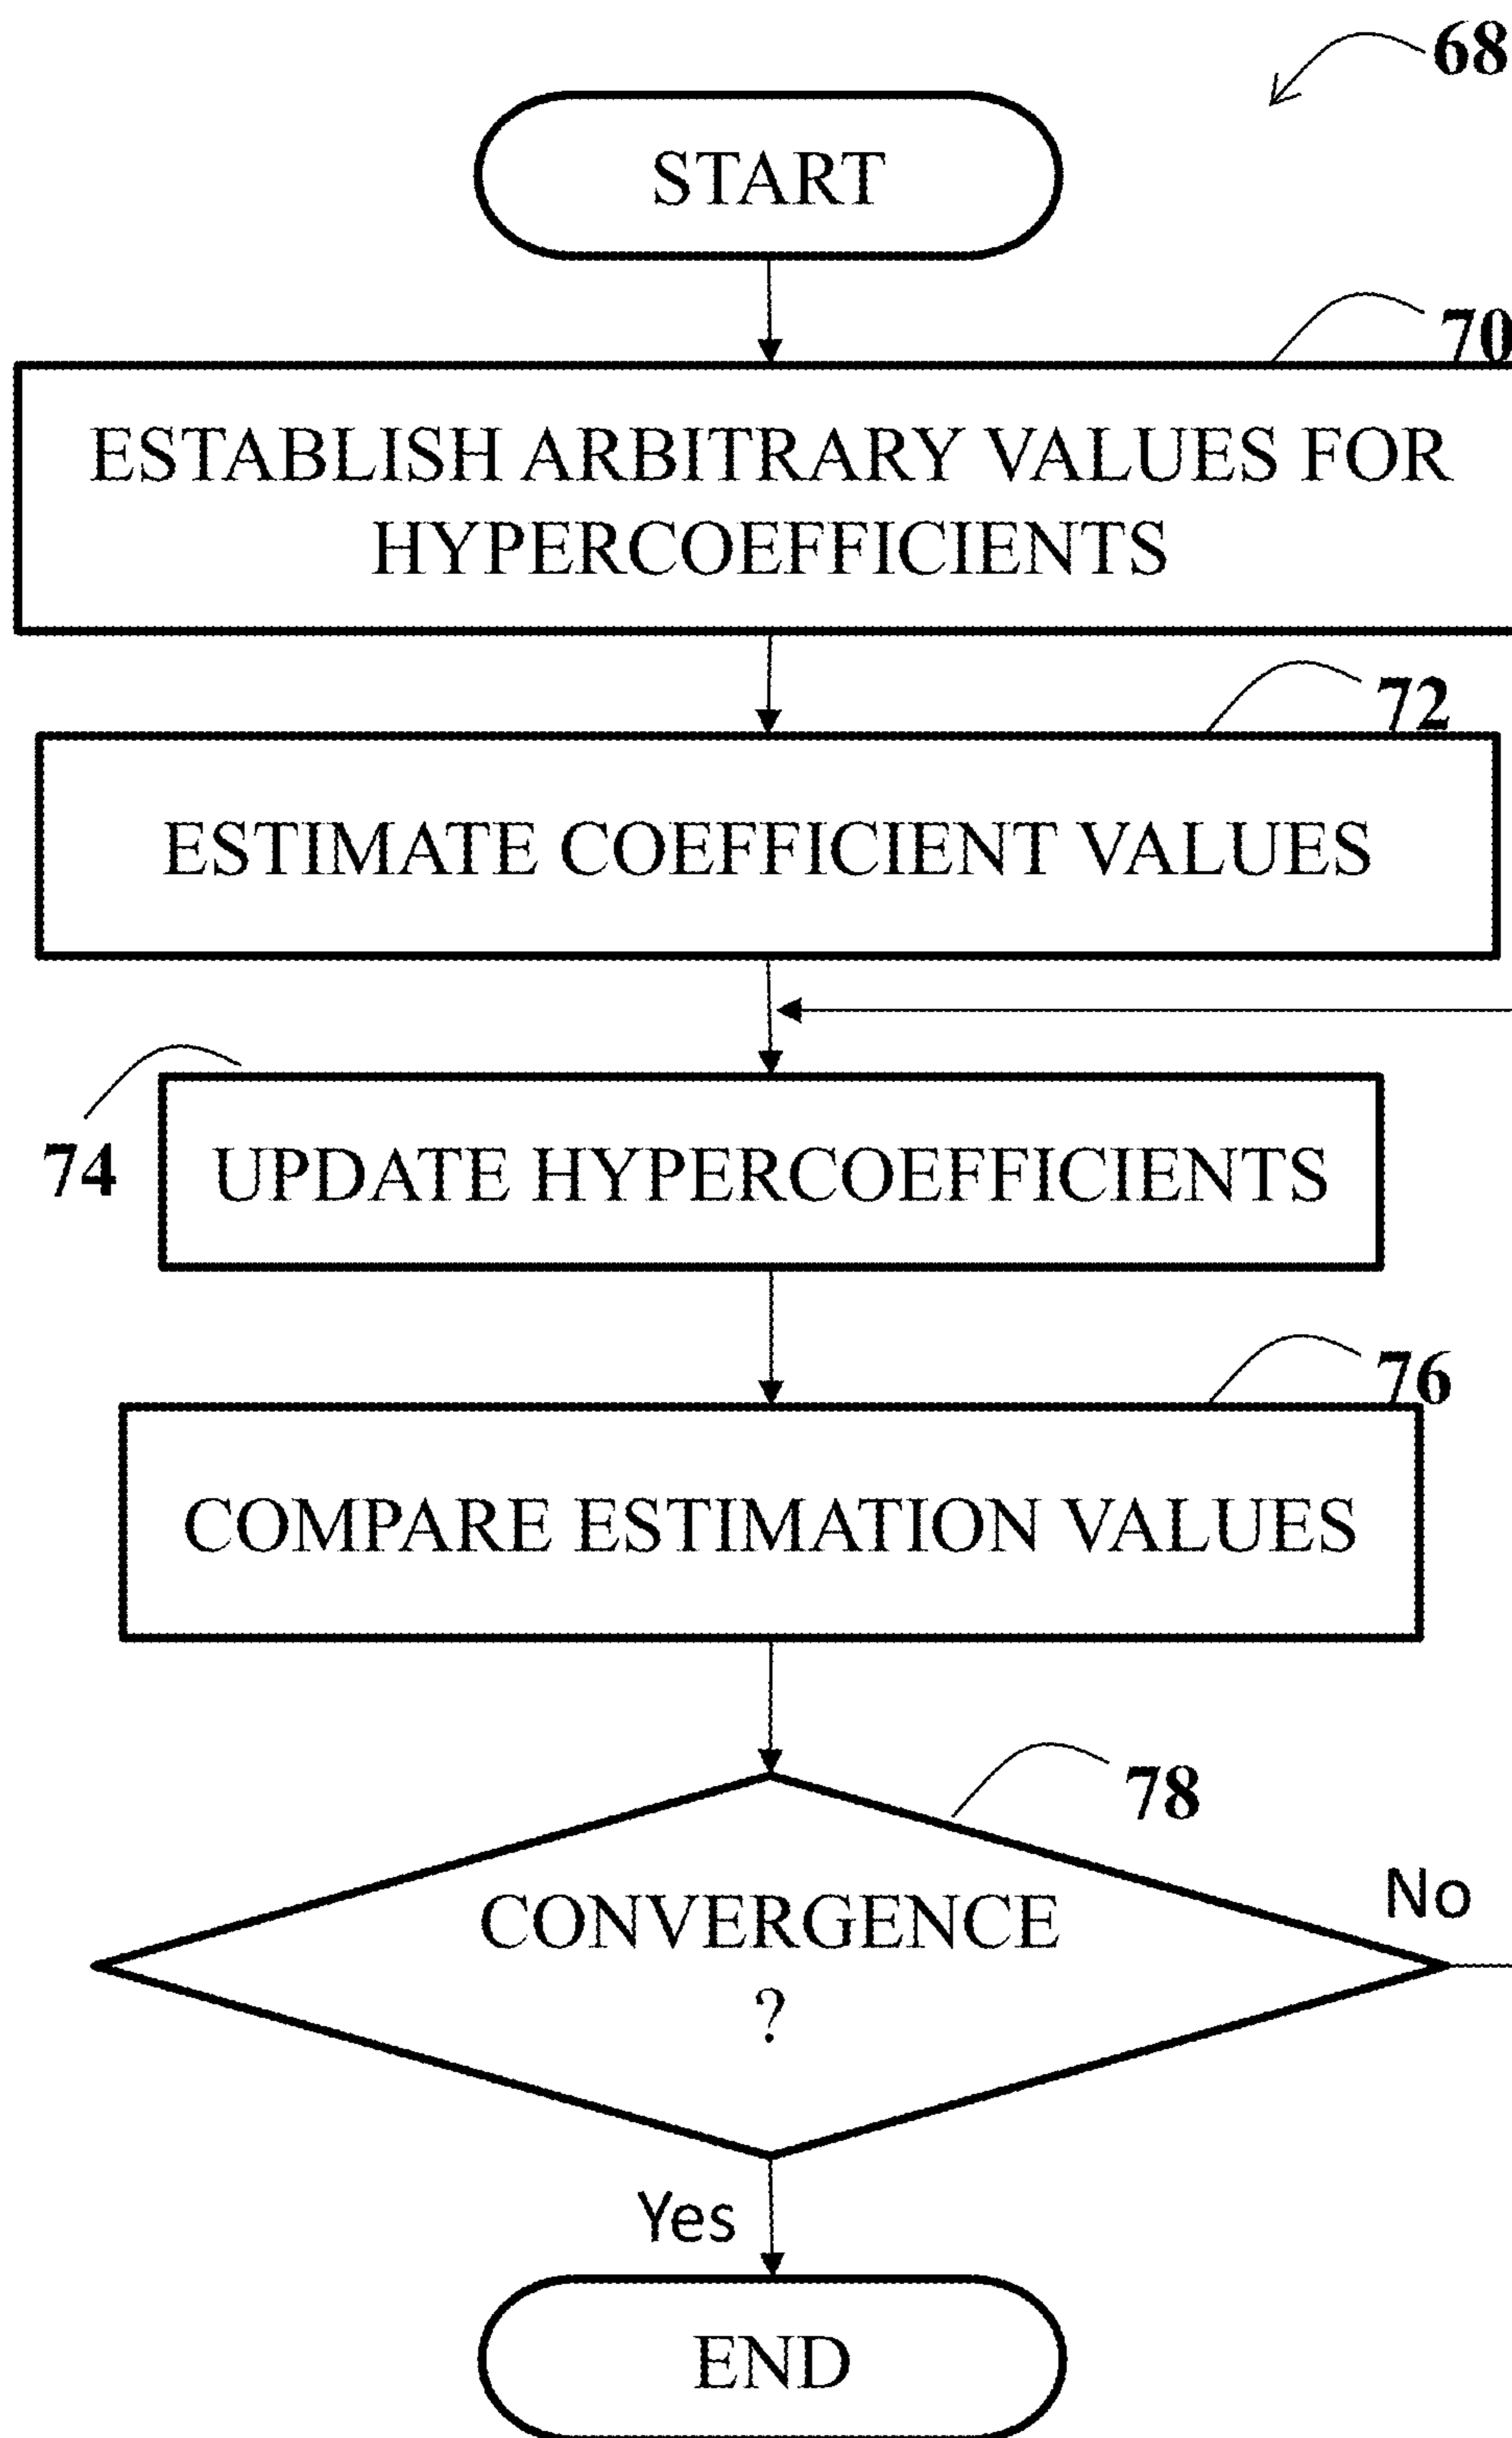 68
START
70
ESTABLISH ARBITRARY VALUES FOR
HYPERCOEFFICIENTS
72
ESTIMATE COEFFICIENT VALUES
74
UPDATE HYPERCOEFFICIENTS
76
COMPARE ESTIMATION VALUES
78
CONVERGENCE
?
No
Yes
END